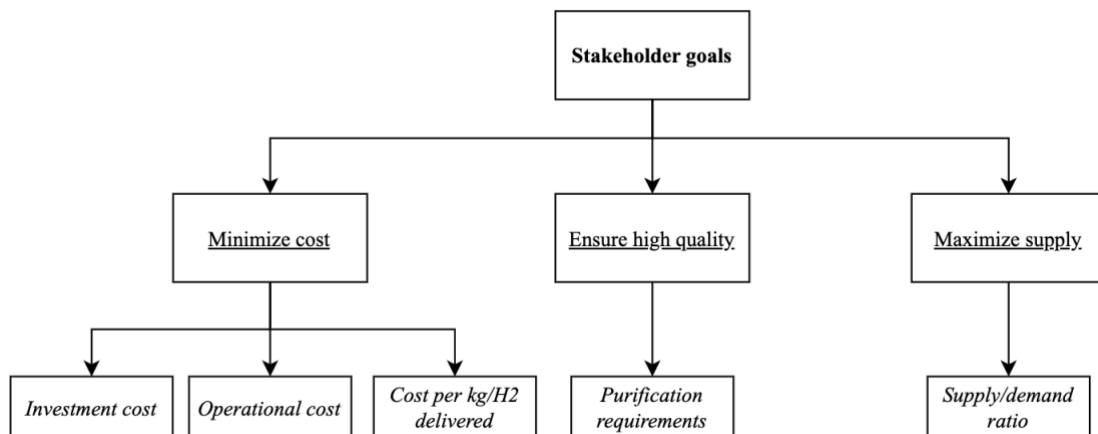 Stakeholder goals
Minimize cost
Ensure high quality
Maximize supply
Investment cost
Operational cost
Cost per kg/H2
delivered
Purification
requirements
Supply/demand
ratio